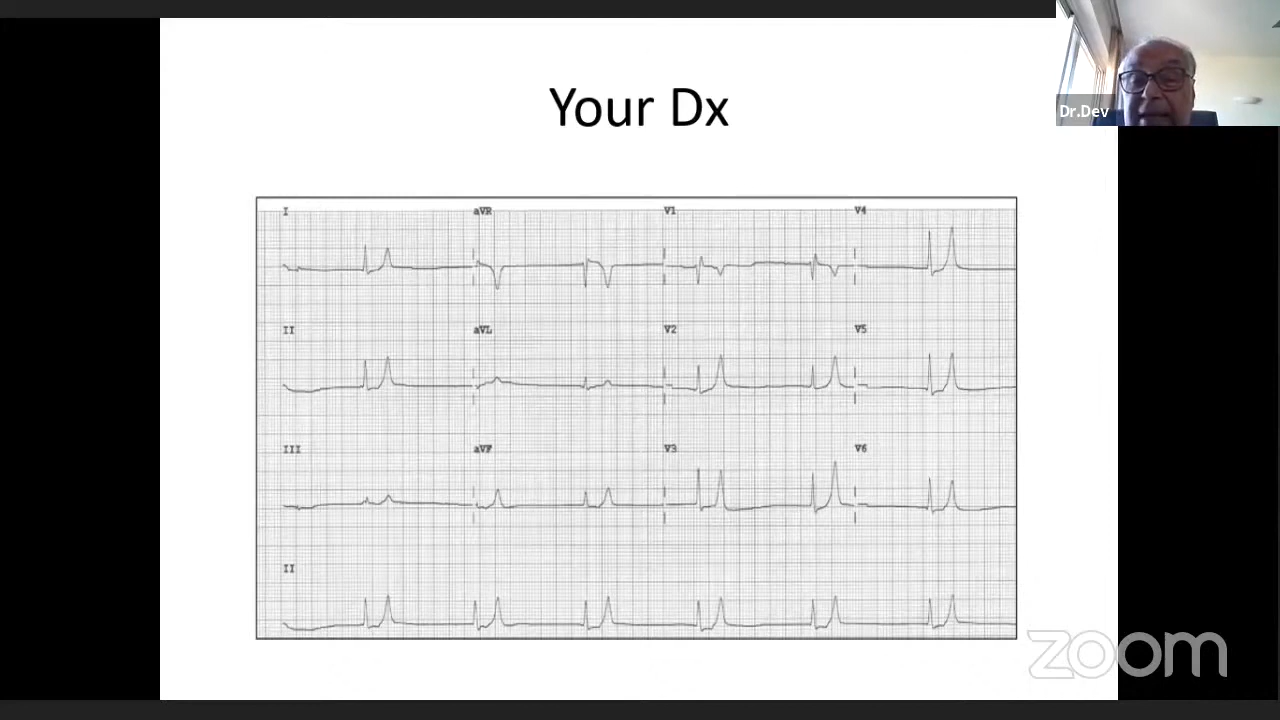 Your Dx
Dr.Dev
I aVR V1 V4
II aVL V2 V5
III aVF V3 V6
II
zoom